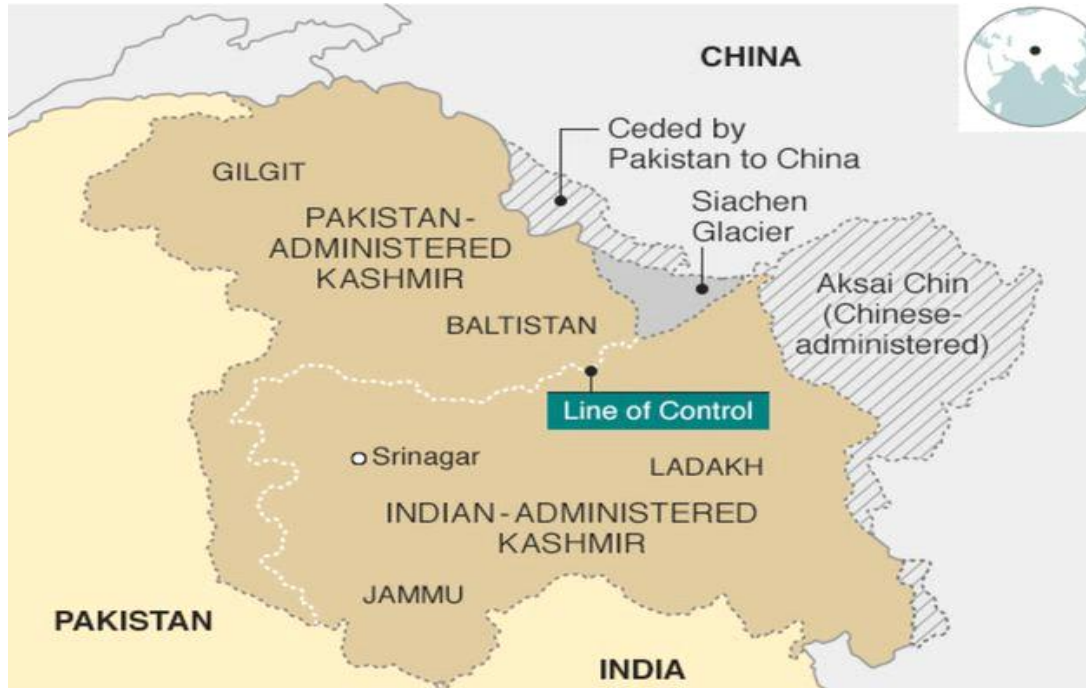 CHINA
Ceded by
Pakistan to China
GILGIT
Siachen
Glacier
PAKISTAN-
ADMINISTERED
KASHMIR
Aksai Chin
(Chinese-
administered)
BALTISTAN
Line of Control
Srinagar
LADAKH
INDIAN-ADMINISTERED
KASHMIR
JAMMU
PAKISTAN
INDIA